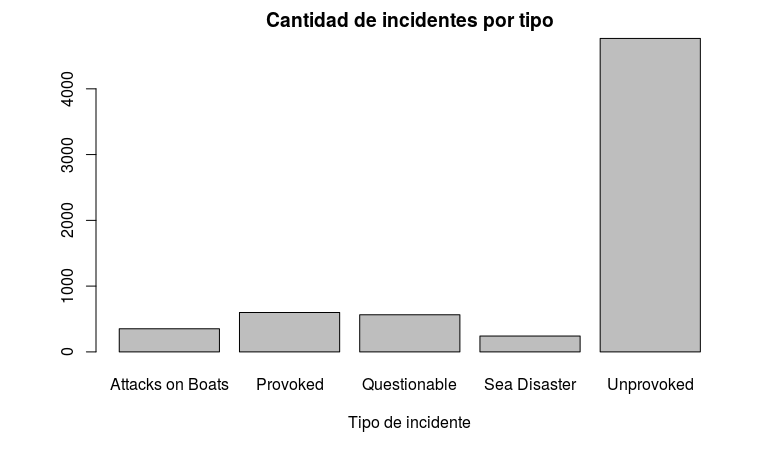 Cantidad de incidentes por tipo
4000
3000
2000
1000
0
Attacks on Boats Provoked Questionable Sea Disaster Unprovoked
Tipo de incidente